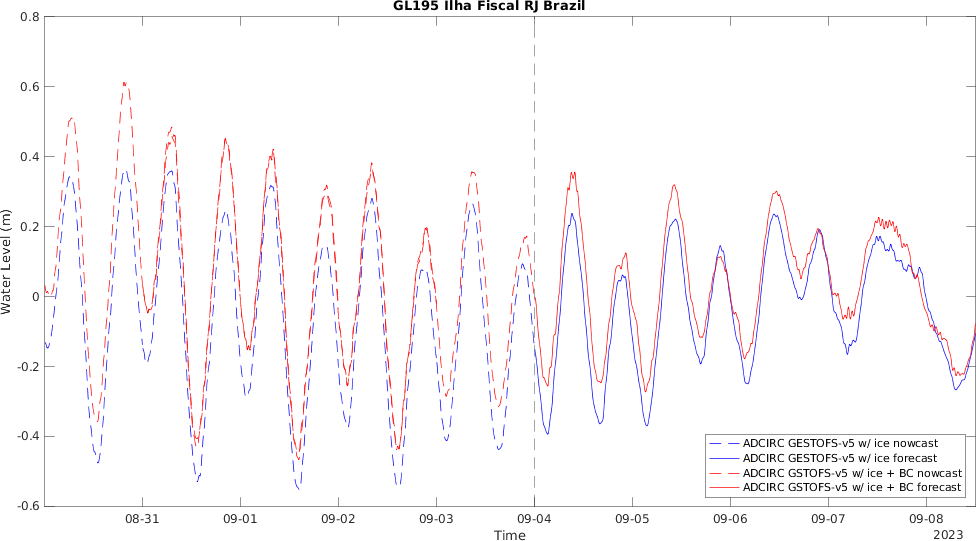 GL195 Ilha Fiscal RJ Brazil
0.8
0.6
0.4
0.2
0
-0.2
-0.4
-0.6
Water Level (m)
08-31
09-01
09-02
09-03
09-04
09-05
09-06
09-07
09-08
Time
2023
ADCIRC GESTOFS-v5 w/ ice nowcast
ADCIRC GESTOFS-v5 w/ ice forecast
ADCIRC GSTOFS-v5 w/ ice + BC nowcast
ADCIRC GSTOFS-v5 w/ ice + BC forecast